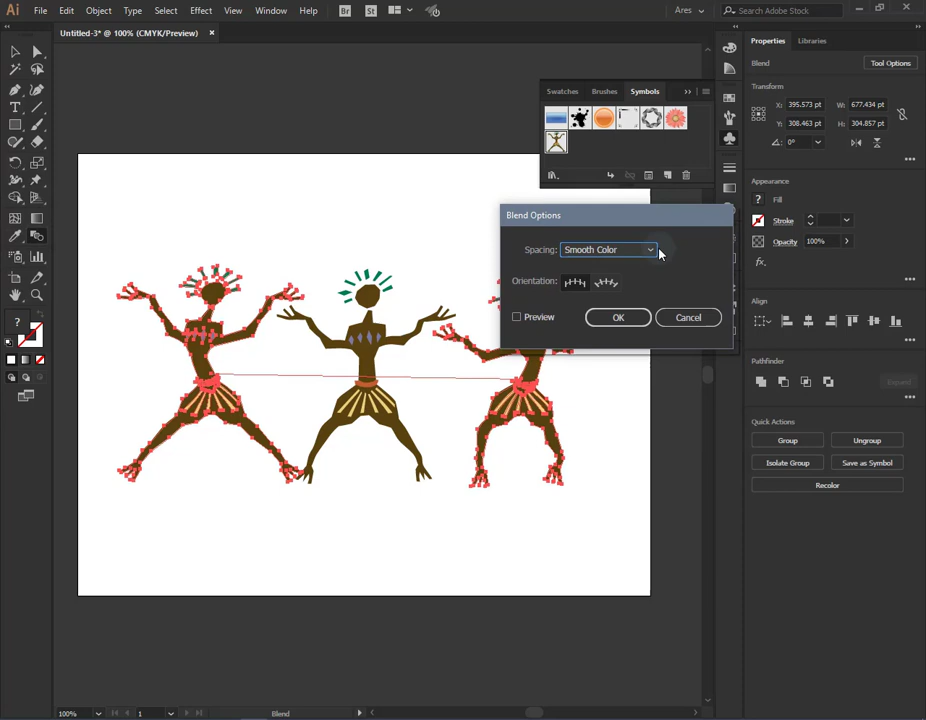 Ai File Edit Object Type Select Effect View Window Help Br St Ares Search Adobe Stock
Untitled-3* @ 100% (CMYK/Preview) ×
Properties Libraries
Blend Tool Options
Transform
X: 395.573 pt W: 677.434 pt
Y: 308.463 pt H: 304.857 pt
0°
Appearance
? Fill
Stroke
Opacity 100%
fx
Align
Pathfinder
Expand
Quick Actions
Group Ungroup
Isolate Group Save as Symbol
Recolor
Swatches Brushes Symbols
Blend Options
Spacing: Smooth Color
Orientation:
Preview OK Cancel
?
100% 1 Blend